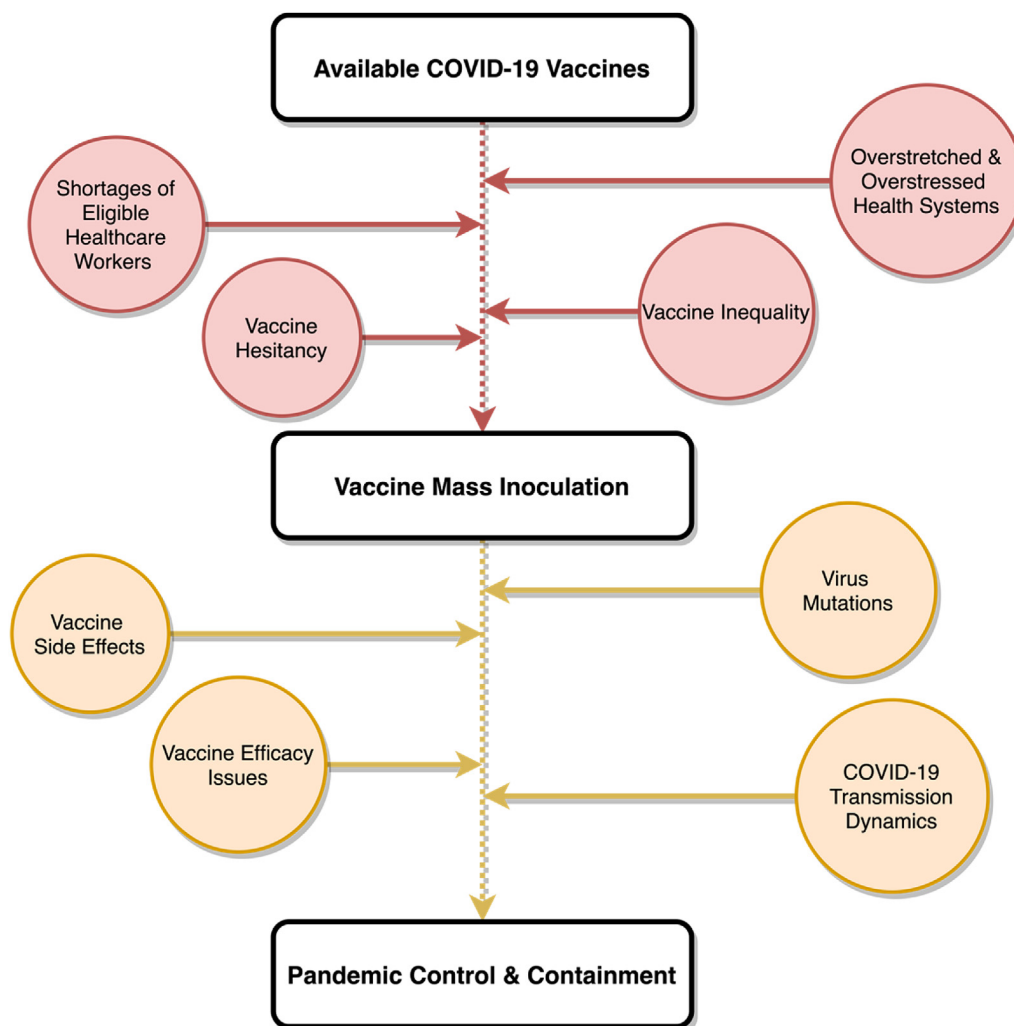 Available COVID-19 Vaccines
Overstretched &
Overstressed
Health Systems
Shortages of
Eligible
Healthcare
Workers
Vaccine Inequality
Vaccine
Hesitancy
Vaccine Mass Inoculation
Virus
Mutations
Vaccine
Side Effects
Vaccine Efficacy
Issues
COVID-19
Transmission
Dynamics
Pandemic Control & Containment